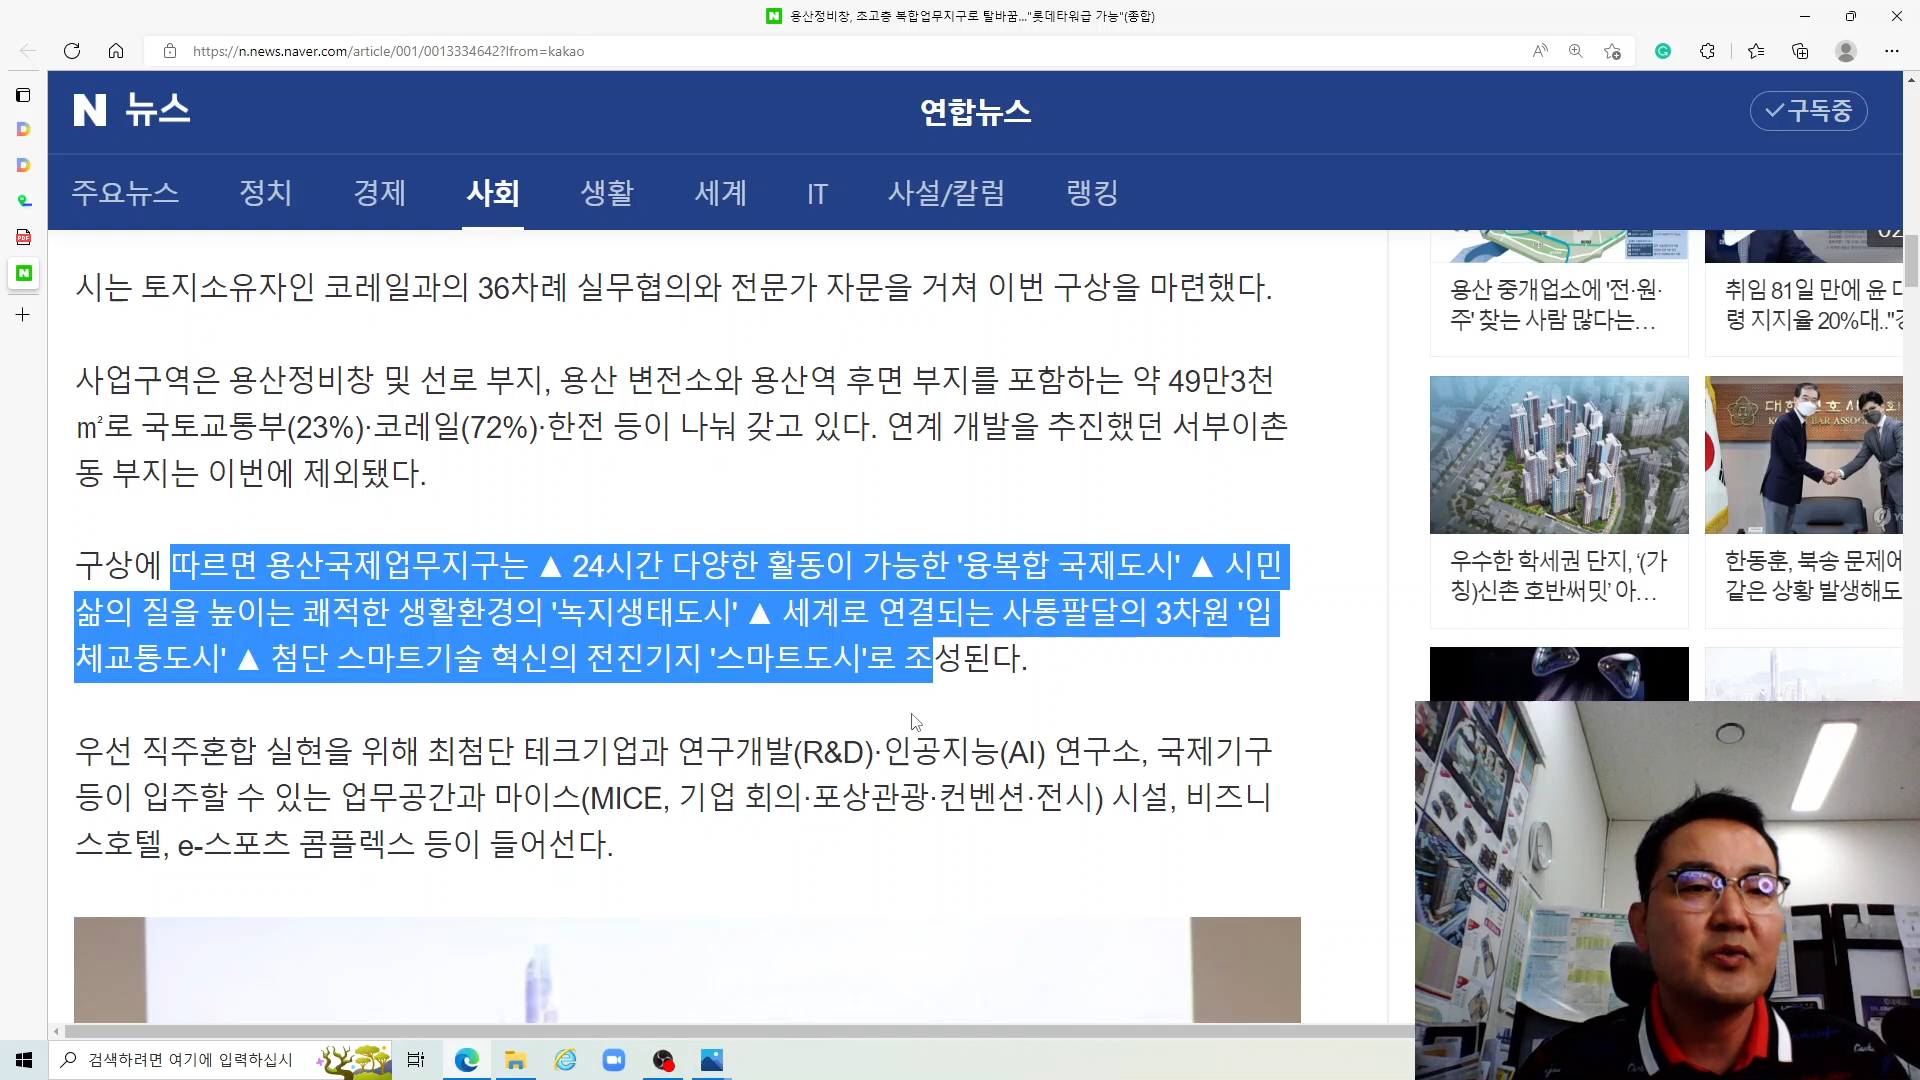 용산정비창, 초고층 복합업무지구로 탈바꿈..."롯데타워급 가능"(종합)
https://n.news.naver.com/article/001/0013334642?lfrom=kakao
N 뉴스
연합뉴스
구독중
주요뉴스 정치 경제 사회 생활 세계 IT 사설/칼럼 랭킹
시는 토지소유자인 코레일과의 36차례 실무협의와 전문가 자문을 거쳐 이번 구상을 마련했다.
사업구역은 용산정비창 및 선로 부지, 용산 변전소와 용산역 후면 부지를 포함하는 약 49만3천
㎡로 국토교통부(23%)·코레일(72%)·한전 등이 나눠 갖고 있다. 연계 개발을 추진했던 서부이촌
동 부지는 이번에 제외됐다.
구상에 따르면 용산국제업무지구는 ▲ 24시간 다양한 활동이 가능한 '융복합 국제도시' ▲ 시민
삶의 질을 높이는 쾌적한 생활환경의 '녹지생태도시' ▲ 세계로 연결되는 사통팔달의 3차원 '입
체교통도시' ▲ 첨단 스마트기술 혁신의 전진기지 '스마트도시'로 조성된다.
우선 직주혼합 실현을 위해 최첨단 테크기업과 연구개발(R&D)·인공지능(AI) 연구소, 국제기구
등이 입주할 수 있는 업무공간과 마이스(MICE, 기업 회의·포상관광·컨벤션·전시) 시설, 비즈니
스호텔, e-스포츠 콤플렉스 등이 들어선다.
용산 중개업소에 '전·원·
주' 찾는 사람 많다는...
취임 81일 만에 윤 대
령 지지율 20%대.."경
우수한 학세권 단지, ‘(가
칭)신촌 호반써밋’ 아...
한동훈, 북송 문제에
같은 상황 발생해도
검색하려면 여기에 입력하십시